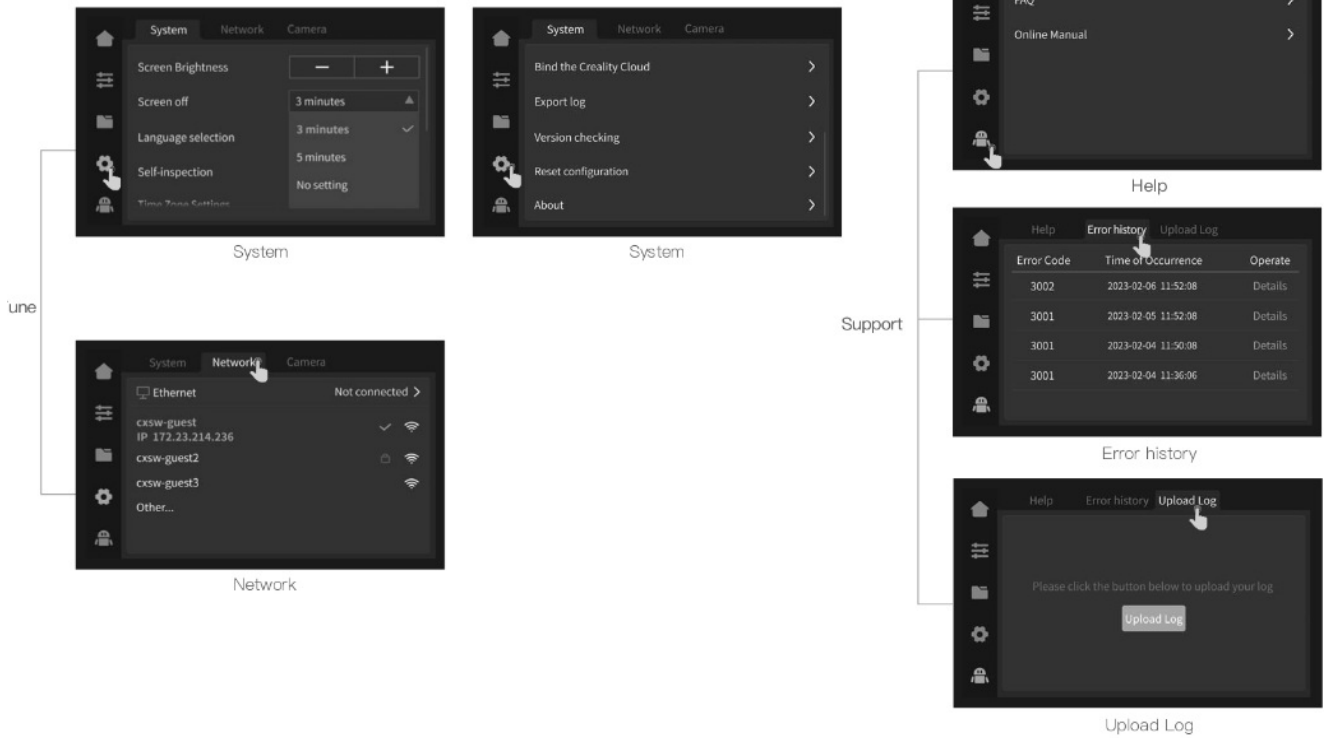 System Network Camera
Screen Brightness — +
Screen off 3 minutes
3 minutes
Language selection
5 minutes
Self-inspection
No setting
Time Zone Settings
System
System Network Camera
Bind the Creality Cloud
Export log
Version checking
Reset configuration
About
System
une
System Network Camera
Ethernet Not connected
cxsw-guest
IP 172.23.214.236
cxsw-guest2
cxsw-guest3
Other...
Network
FAQ
Online Manual
Help
Support
Help Error history Upload Log
Error Code Time of Occurrence Operate
3002 2023-02-06 11:52:08 Details
3001 2023-02-05 11:52:08 Details
3001 2023-02-04 11:50:08 Details
3001 2023-02-04 11:36:06 Details
Error history
Help Error history Upload Log
Please click the button below to upload your log
Upload Log
Upload Log